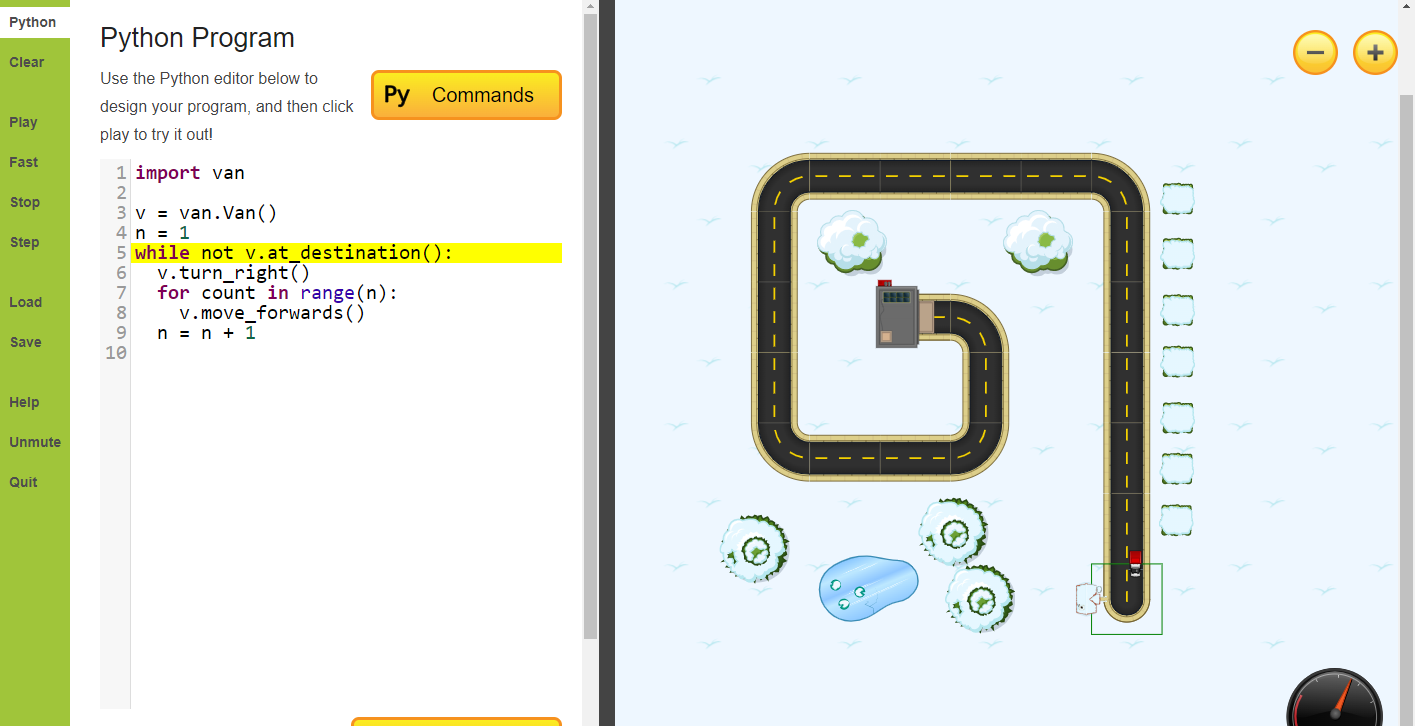 Python
Clear
Play
Fast
Stop
Step
Load
Save
Help
Unmute
Quit
Python Program
Use the Python editor below to
design your program, and then click
play to try it out!
Py Commands
1 import van
2
3 v = van.Van()
4 n = 1
5 while not v.at_destination():
6   v.turn_right()
7   for count in range(n):
8     v.move_forwards()
9   n = n + 1
10